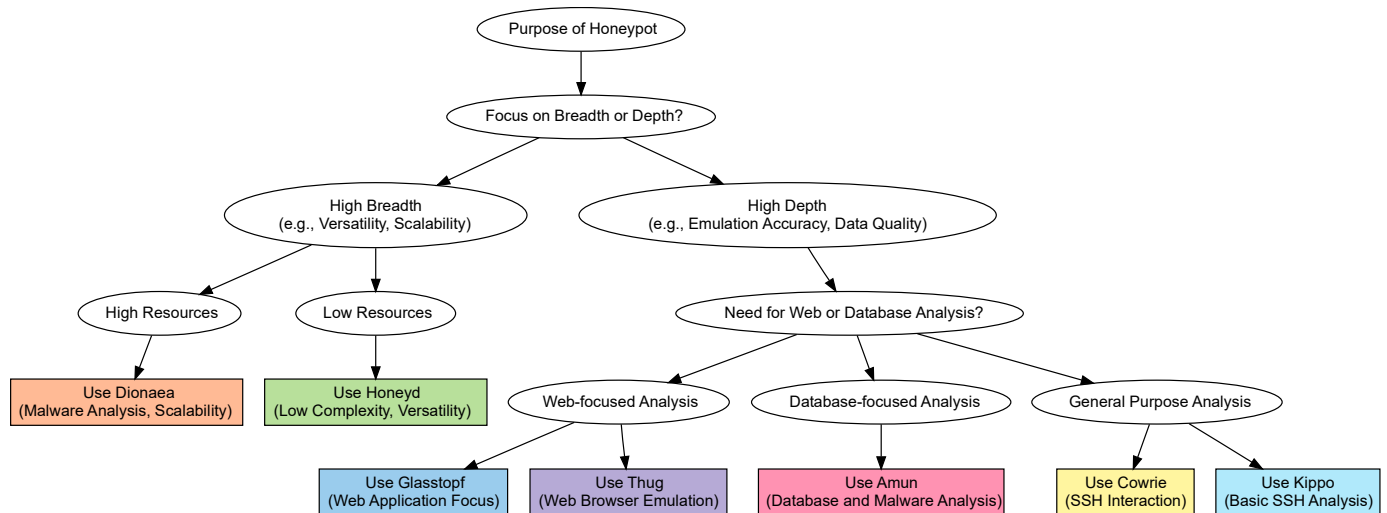 Purpose of Honeypot
Focus on Breadth or Depth?
High Breadth
(e.g., Versatility, Scalability)
High Depth
(e.g., Emulation Accuracy, Data Quality)
High Resources
Low Resources
Need for Web or Database Analysis?
Use Dionaea
(Malware Analysis, Scalability)
Use Honeyd
(Low Complexity, Versatility)
Web-focused Analysis
Database-focused Analysis
General Purpose Analysis
Use Glasstopf
(Web Application Focus)
Use Thug
(Web Browser Emulation)
Use Amun
(Database and Malware Analysis)
Use Cowrie
(SSH Interaction)
Use Kippo
(Basic SSH Analysis)